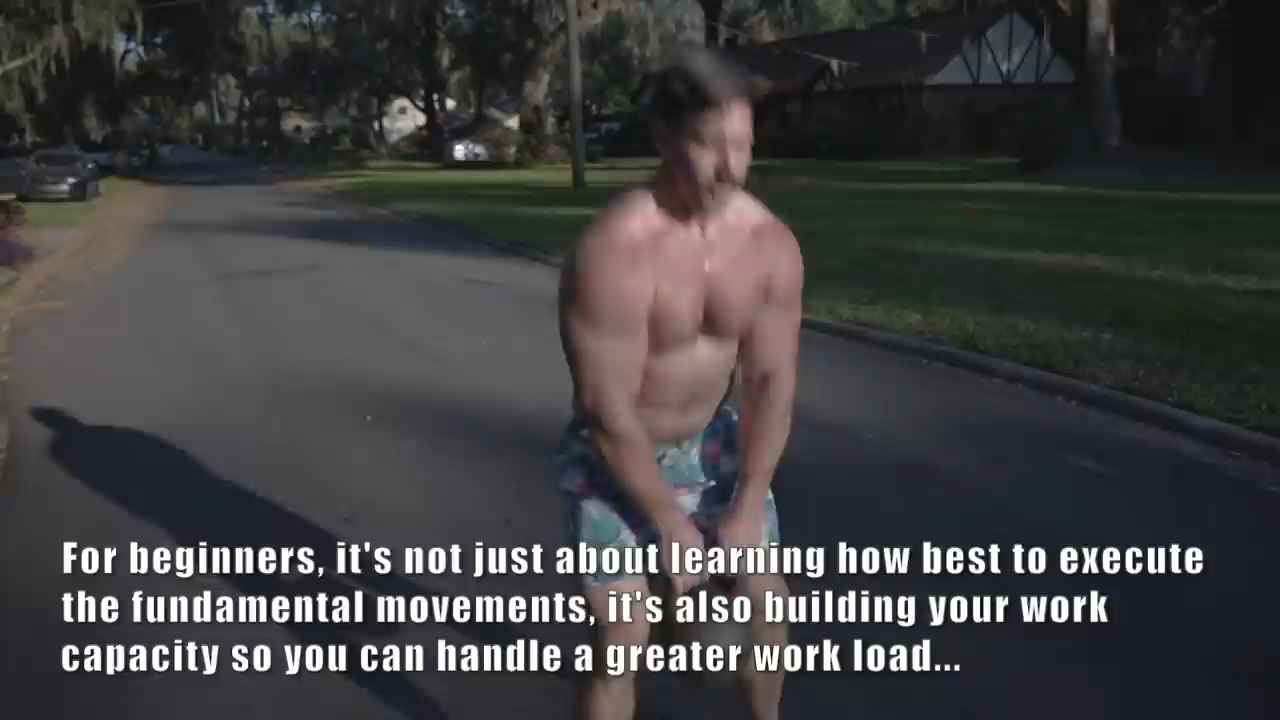 For beginners, it's not just about learning how best to execute
the fundamental movements, it's also building your work
capacity so you can handle a greater work load...